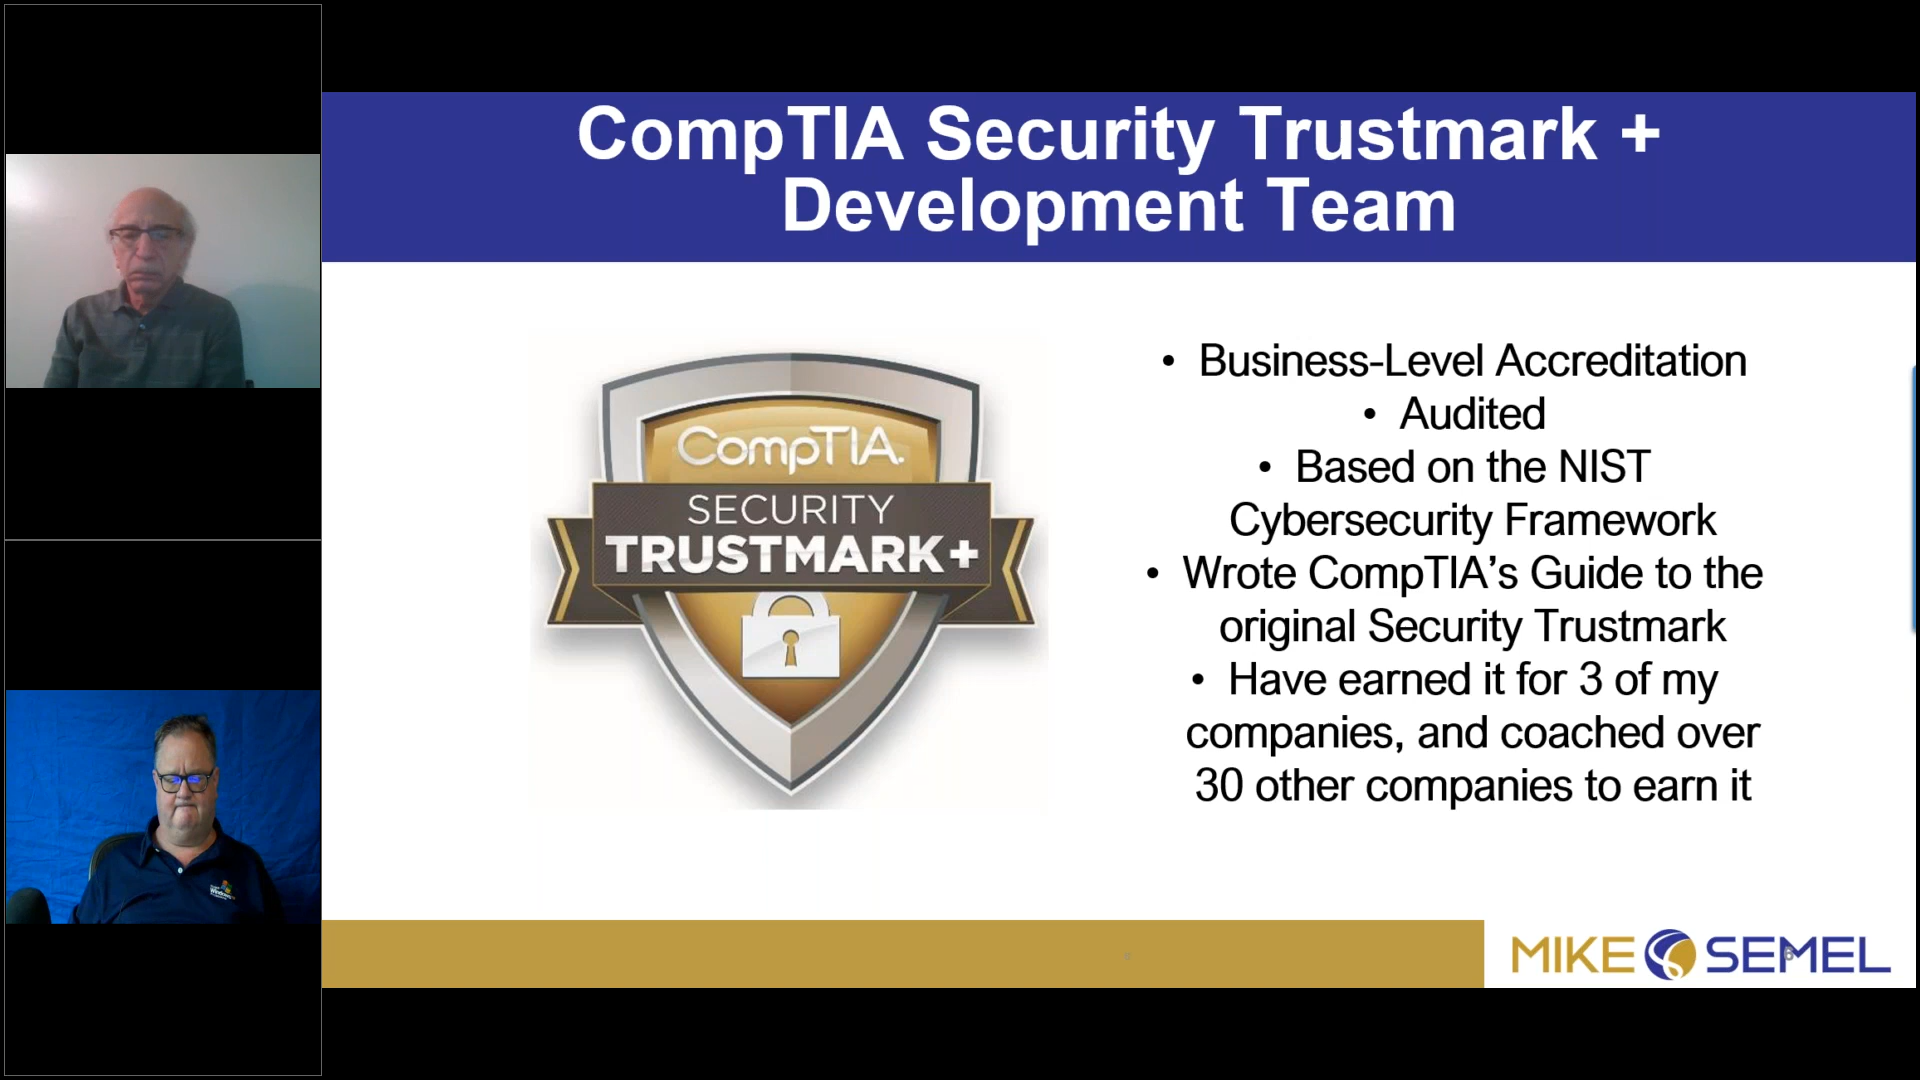 CompTIA Security Trustmark +
Development Team
CompTIA.
SECURITY
TRUSTMARK+
• Business-Level Accreditation
• Audited
• Based on the NIST
Cybersecurity Framework
• Wrote CompTIA’s Guide to the
original Security Trustmark
• Have earned it for 3 of my
companies, and coached over
30 other companies to earn it
MIKE SEMEL